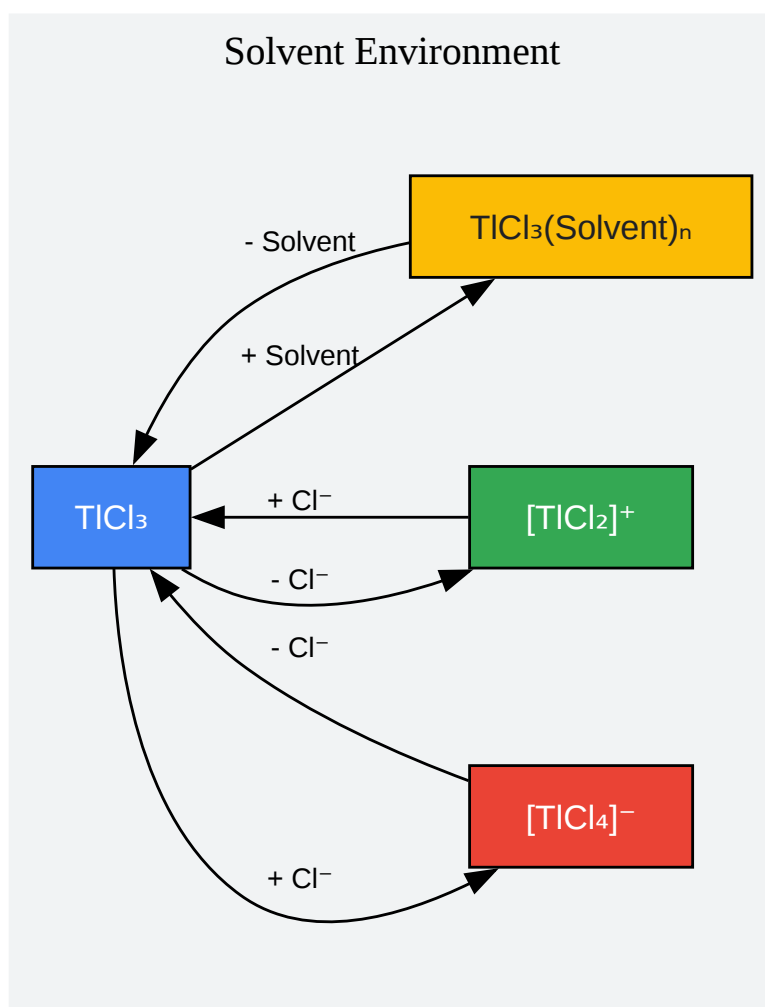 Solvent Environment
TlCl₃(Solvent)ₙ
- Solvent
+ Solvent
TlCl₃
+ Cl⁻
[TlCl₂]⁺
- Cl⁻
- Cl⁻
[TlCl₄]⁻
+ Cl⁻